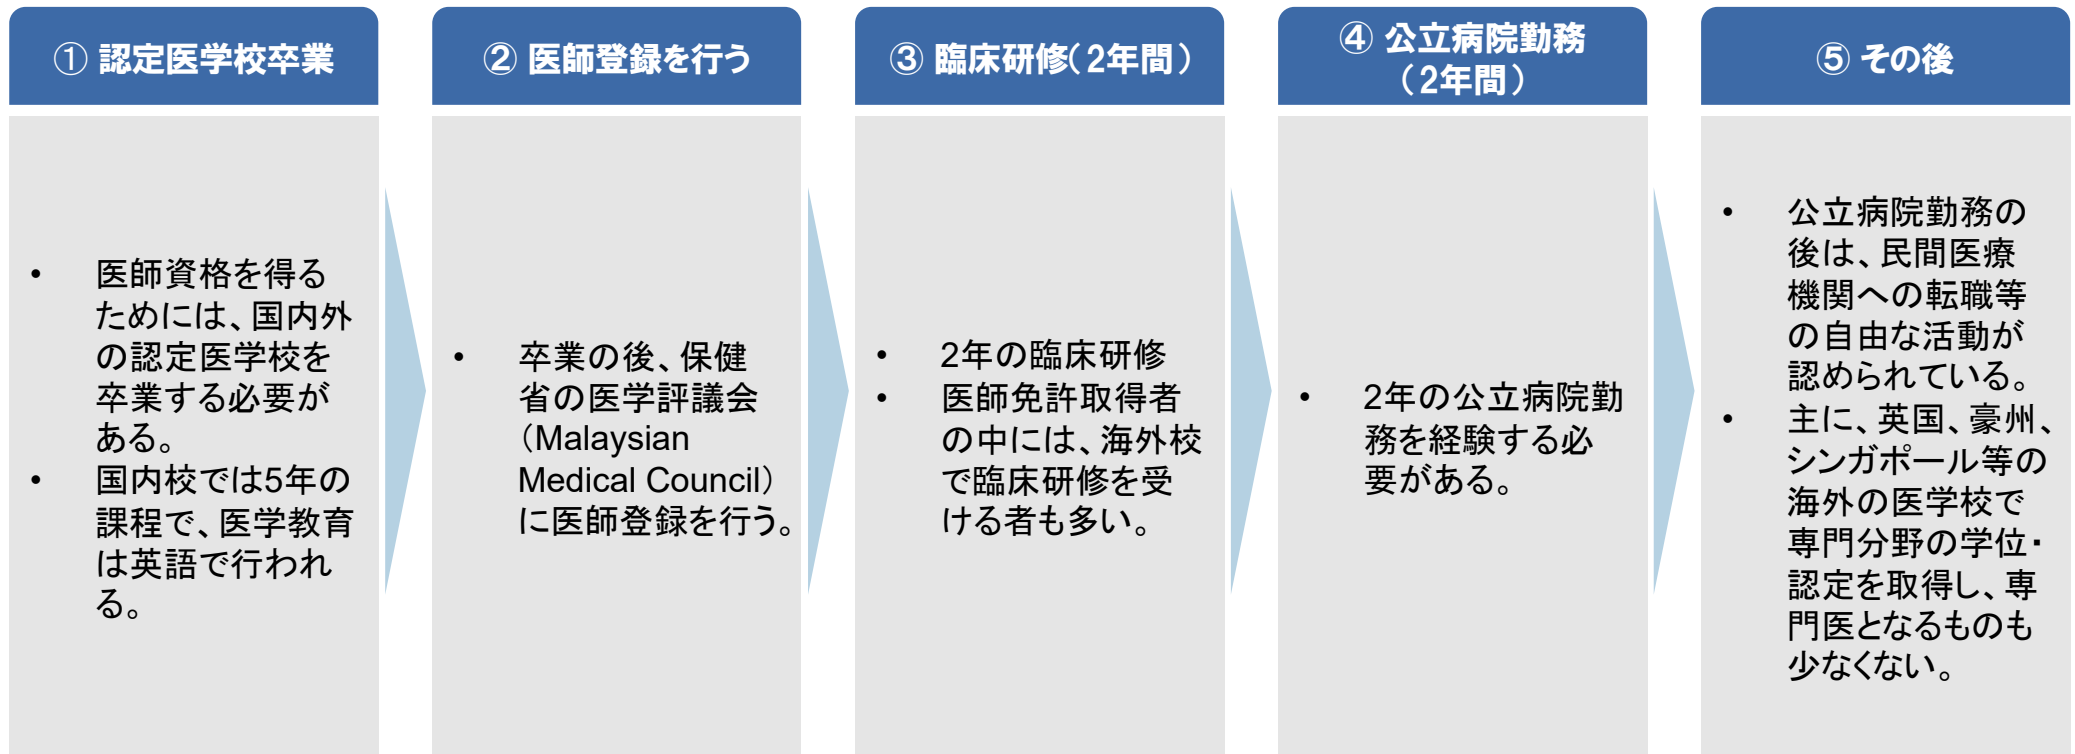 ① 認定医学校卒業
• 医師資格を得る
ためには、国内外
の認定医学校を
卒業する必要が
ある。
• 国内校では5年の
課程で、医学教育
は英語で行われ
る。
② 医師登録を行う
• 卒業の後、保健
省の医学評議会
（Malaysian
Medical Council）
に医師登録を行う。
③ 臨床研修（2年間）
• 2年の臨床研修
• 医師免許取得者
の中には、海外校
で臨床研修を受
ける者も多い。
④ 公立病院勤務
（2年間）
• 2年の公立病院勤
務を経験する必
要がある。
⑤ その後
• 公立病院勤務の
後は、民間医療
機関への転職等
の自由な活動が
認められている。
• 主に、英国、豪州、
シンガポール等の
海外の医学校で
専門分野の学位・
認定を取得し、専
門医となるものも
少なくない。